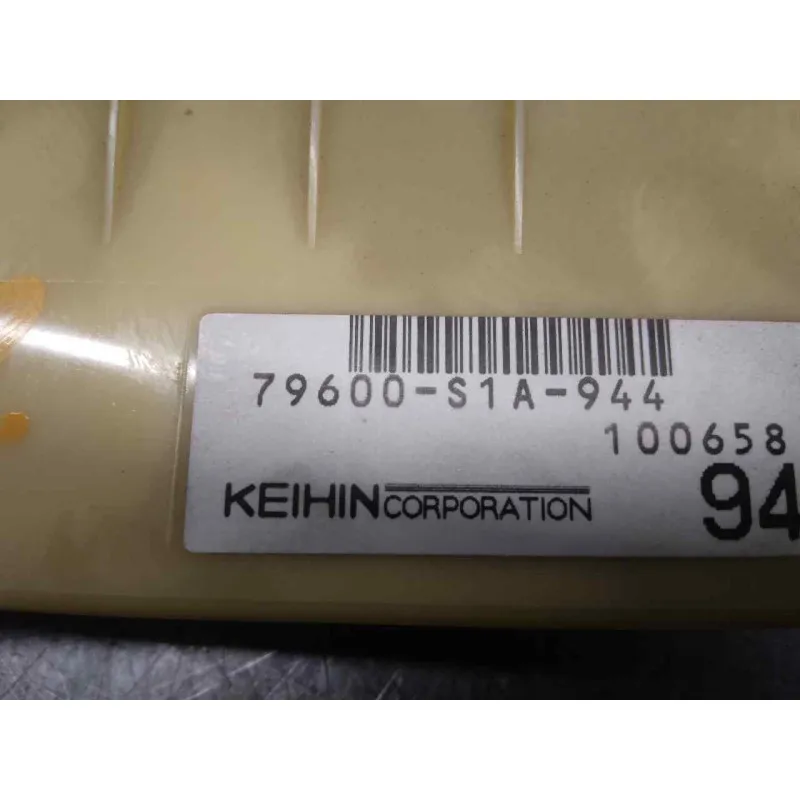 79600-S1A-944
100658
KEIHIN CORPORATION
94